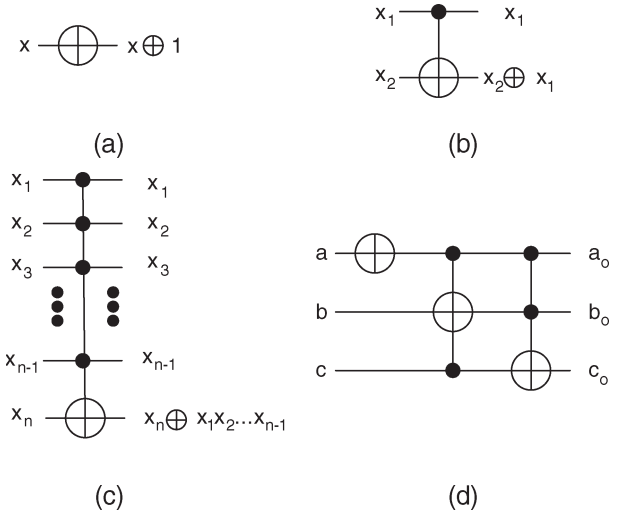 x x ⊕ 1
(a)
x1 x1
x2 x2 ⊕ x1
(b)
x1 x1
x2 x2
x3 x3
xn-1 xn-1
xn xn ⊕ x1x2...xn-1
(c)
a ao
b bo
c co
(d)